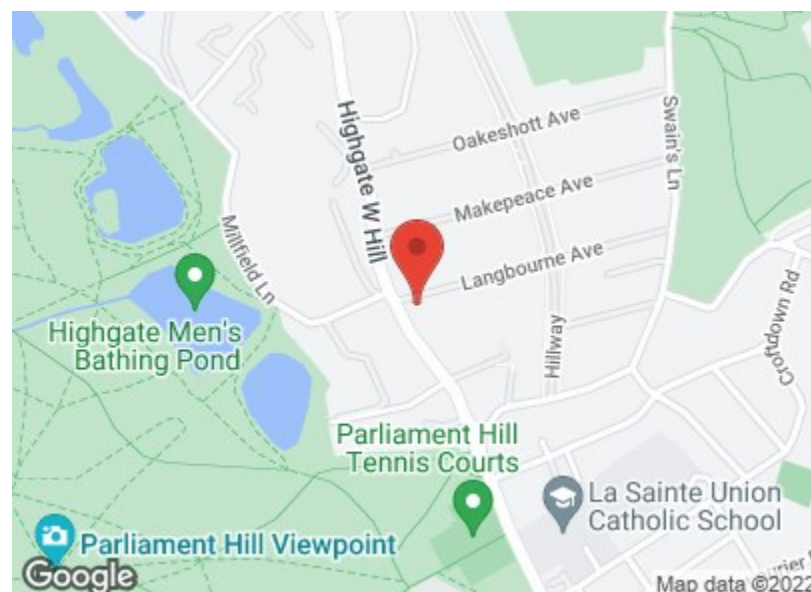 Oakeshott Ave
Swain's Ln
Highgate W Hill
Makepeace Ave
Millfield Ln
Langbourne Ave
Croftdown Rd
Highgate Men's
Bathing Pond
Hillway
Parliament Hill
Tennis Courts
La Sainte Union
Catholic School
Parliament Hill Viewpoint
Google
Map data ©2022